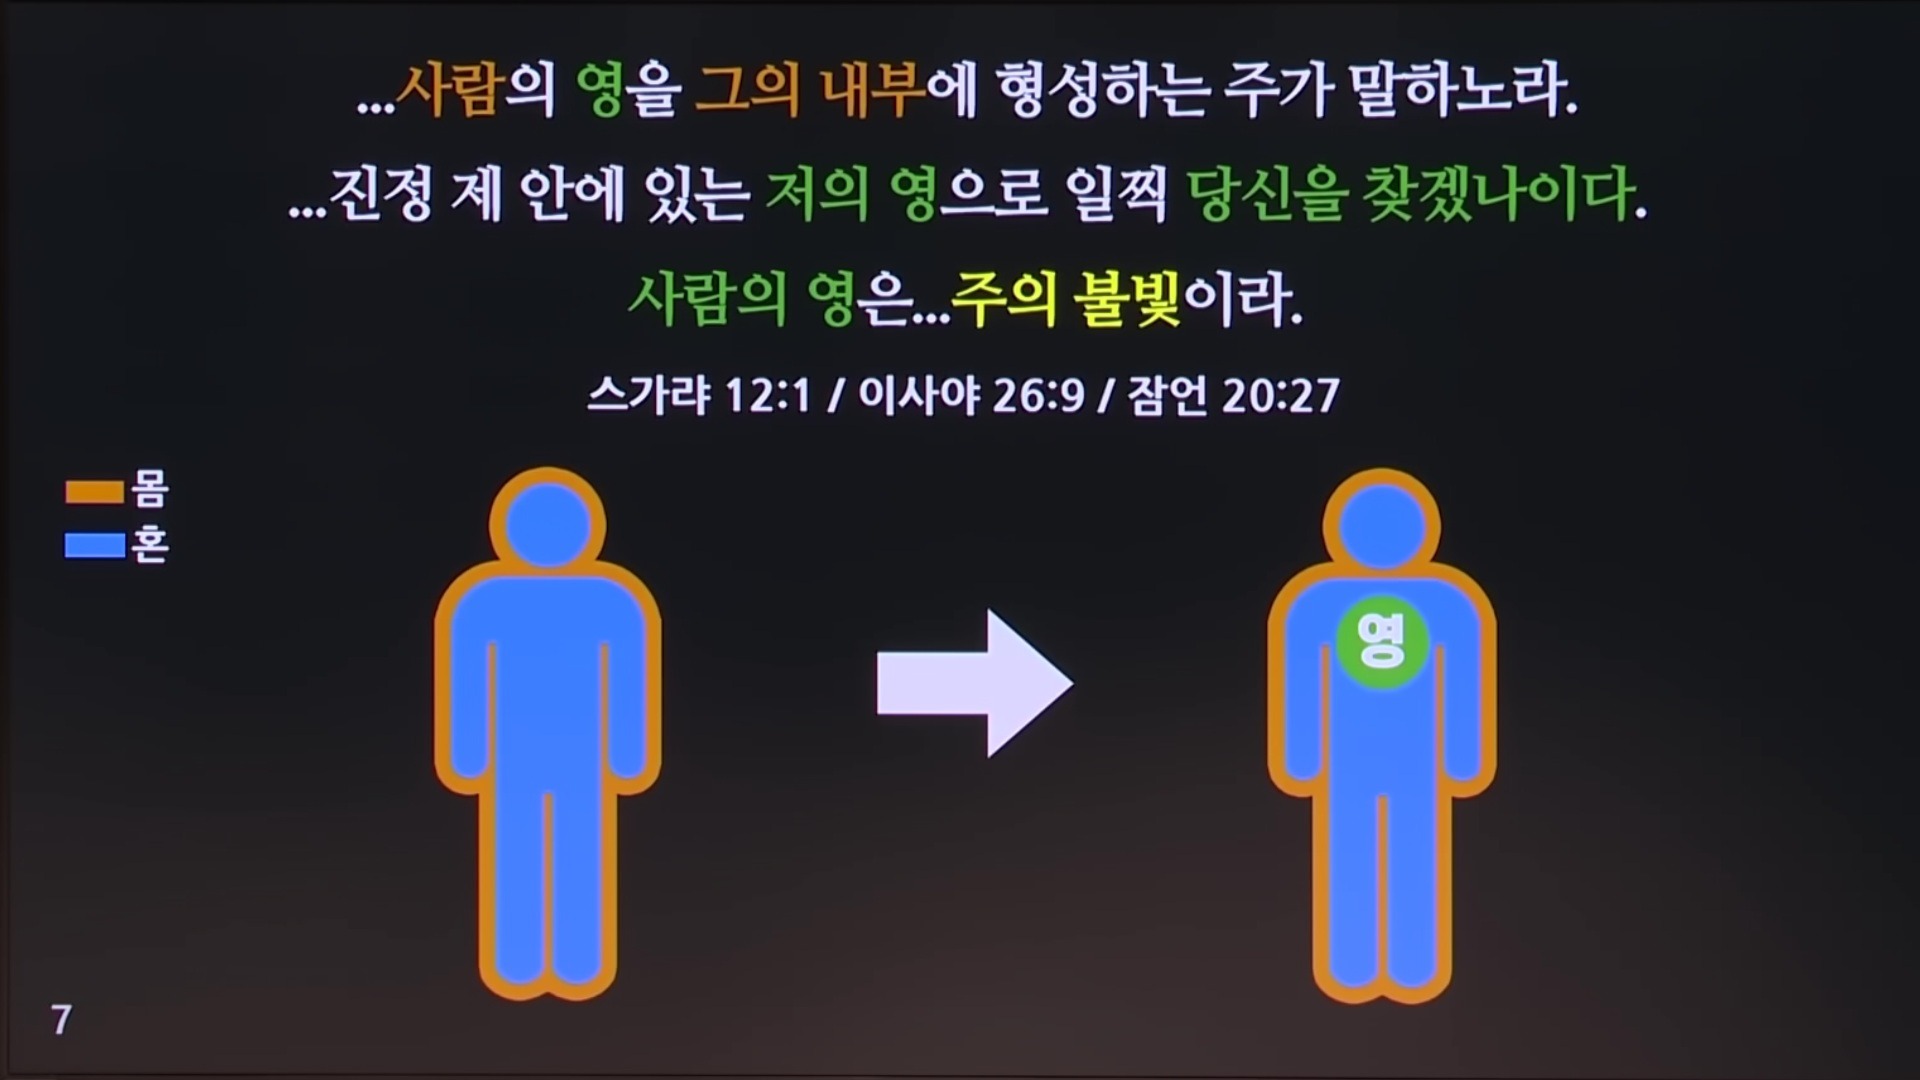 ...사람의 영을 그의 내부에 형성하는 주가 말하노라.
...진정 제 안에 있는 저의 영으로 일찍 당신을 찾겠나이다.
사람의 영은...주의 불빛이라.
스가랴 12:1 / 이사야 26:9 / 잠언 20:27
몸
혼
영
7